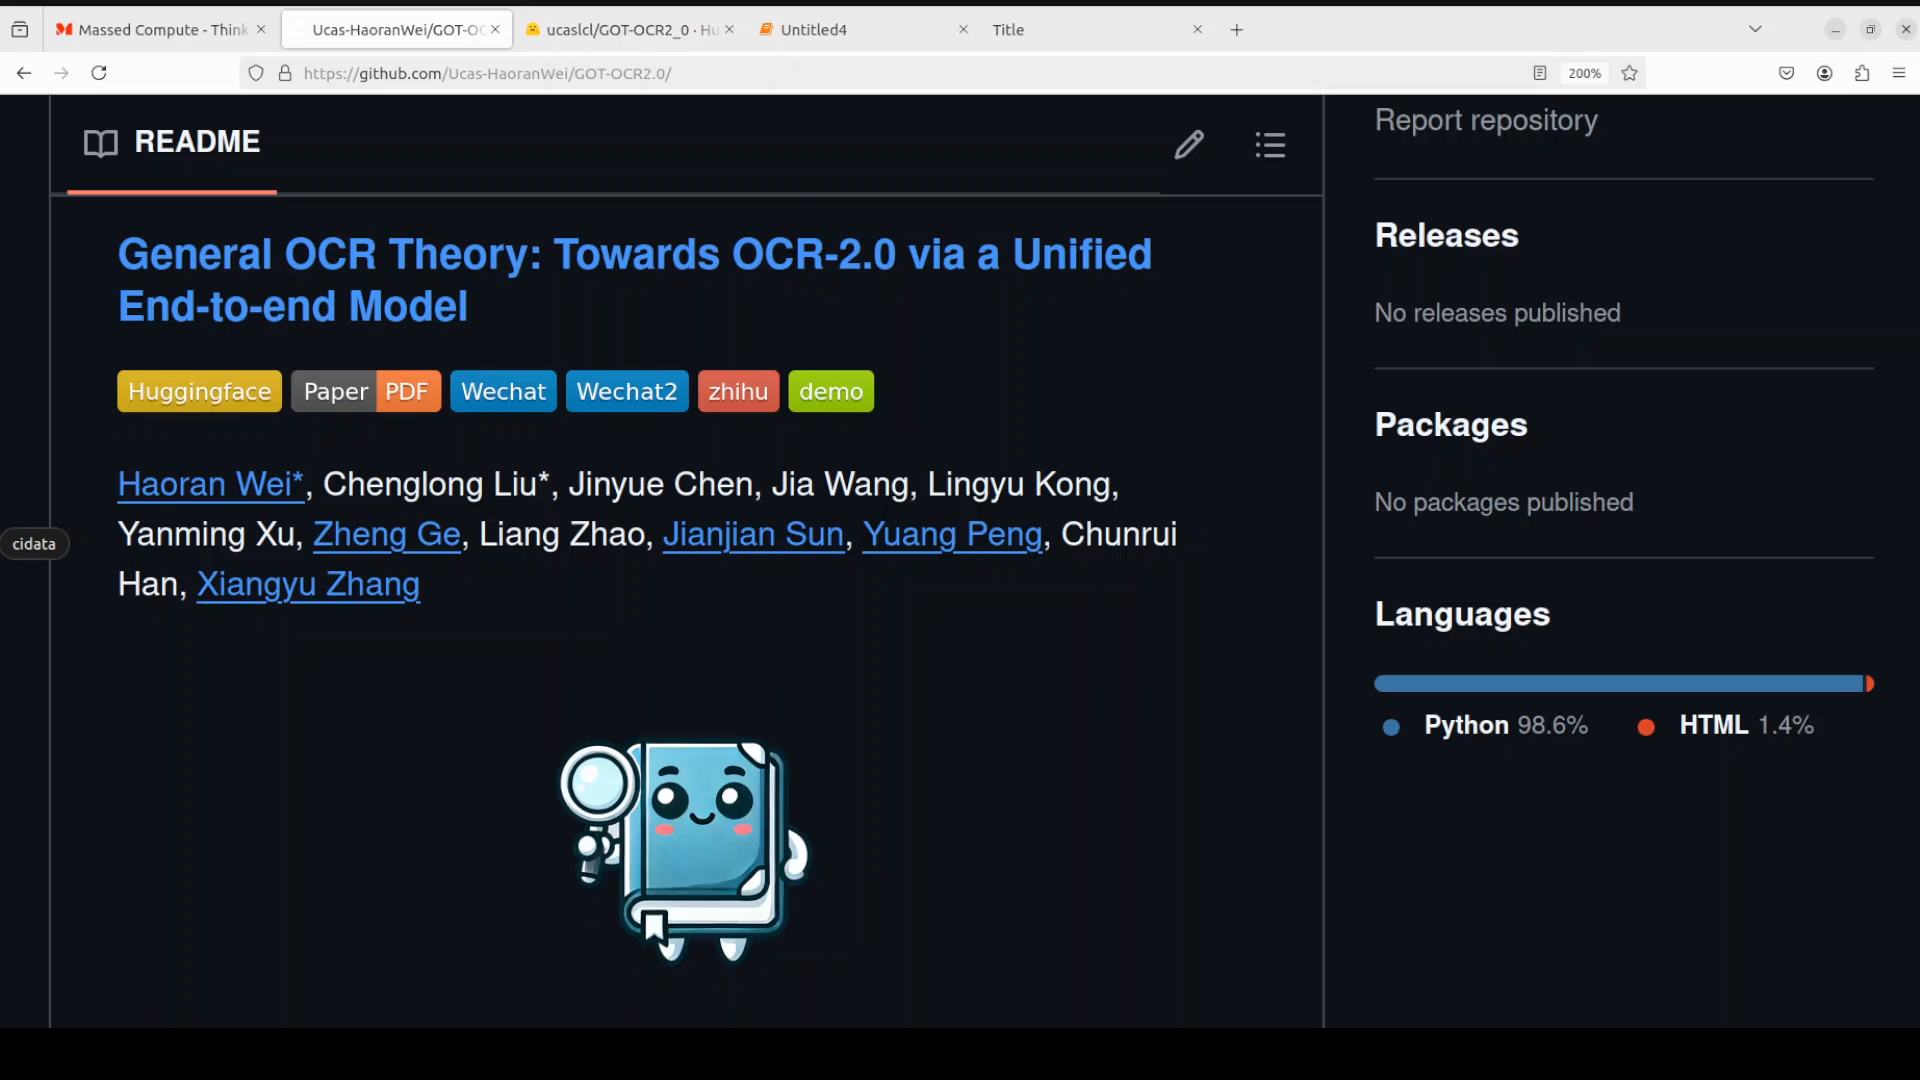 Massed Compute - Think
Ucas-HaoranWei/GOT-OC
ucaslcl/GOT-OCR2_0 · Hu
Untitled4
Title
https://github.com/Ucas-HaoranWei/GOT-OCR2.0/
200%
README
General OCR Theory: Towards OCR-2.0 via a Unified
End-to-end Model
Huggingface Paper PDF Wechat Wechat2 zhihu demo
Haoran Wei*, Chenglong Liu*, Jinyue Chen, Jia Wang, Lingyu Kong,
Yanming Xu, Zheng Ge, Liang Zhao, Jianjian Sun, Yuang Peng, Chunrui
Han, Xiangyu Zhang
cidata
Report repository
Releases
No releases published
Packages
No packages published
Languages
Python 98.6% HTML 1.4%